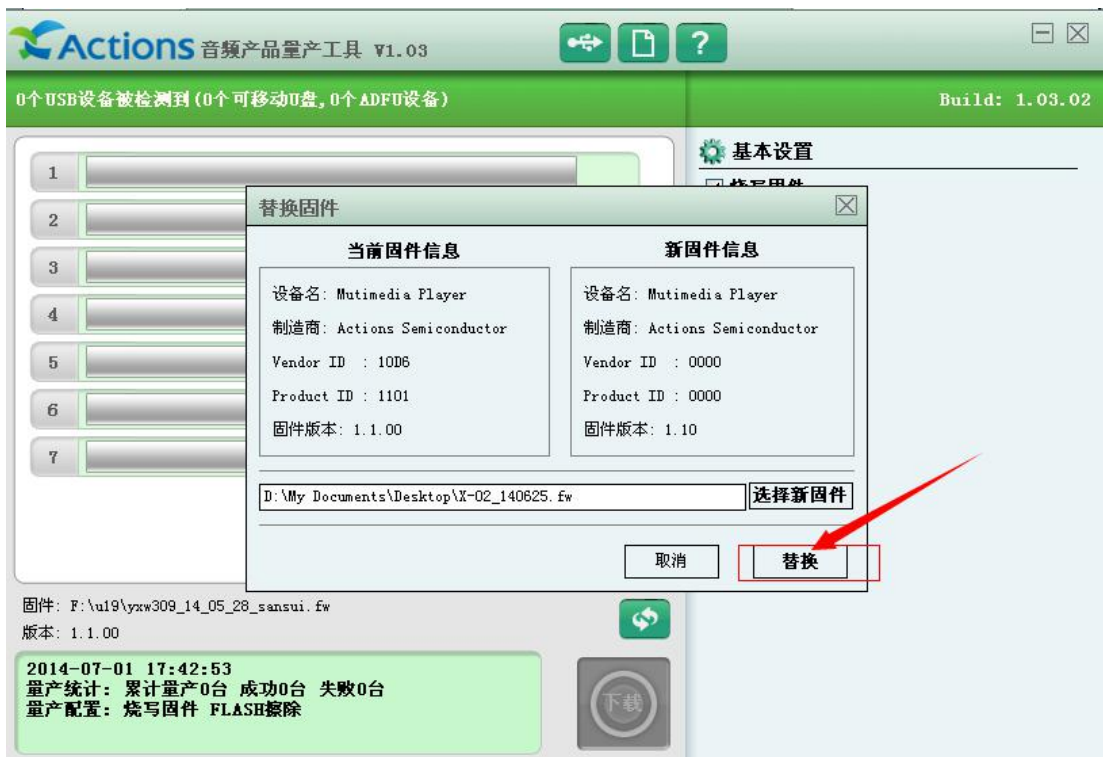 Actions 音频产品量产工具 V1.03
?
0个USB设备被检测到(0个可移动U盘,0个ADFU设备)
Build: 1.03.02
基本设置
烧写固件
1
2
3
4
5
6
7
替换固件
当前固件信息
设备名: Mutimedia Player
制造商: Actions Semiconductor
Vendor ID : 10D6
Product ID : 1101
固件版本: 1.1.00
新固件信息
设备名: Mutimedia Player
制造商: Actions Semiconductor
Vendor ID : 0000
Product ID : 0000
固件版本: 1.10
D:\My Documents\Desktop\X-02_140625.fw
选择新固件
取消
替换
固件: F:\u19\yxw309_14_05_28_sansui.fw
版本: 1.1.00
2014-07-01 17:42:53
量产统计: 累计量产0台 成功0台 失败0台
量产配置: 烧写固件 FLASH擦除
下载